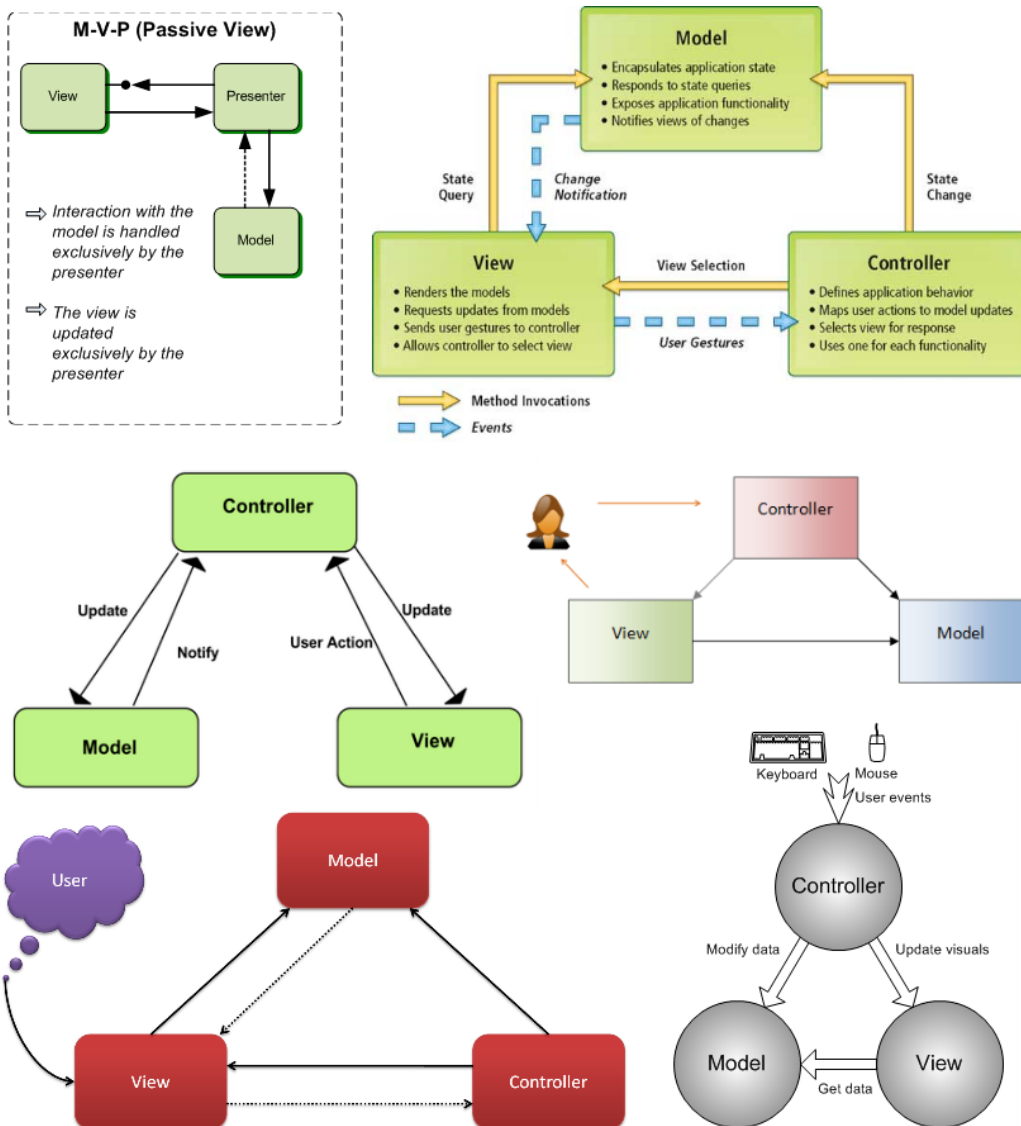 M-V-P (Passive View)
View
Presenter
Model
⇨ Interaction with the
model is handled
exclusively by the
presenter
⇨ The view is
updated
exclusively by the
presenter
Model
• Encapsulates application state
• Responds to state queries
• Exposes application functionality
• Notifies views of changes
State
Query
Change
Notification
State
Change
View
• Renders the models
• Requests updates from models
• Sends user gestures to controller
• Allows controller to select view
View Selection
User Gestures
Controller
• Defines application behavior
• Maps user actions to model updates
• Selects view for response
• Uses one for each functionality
Method Invocations
Events
Controller
Update
Notify
User Action
Update
Model
View
Controller
View
Model
User
Model
View
Controller
Keyboard
Mouse
User events
Controller
Modify data
Update visuals
Model
View
Get data